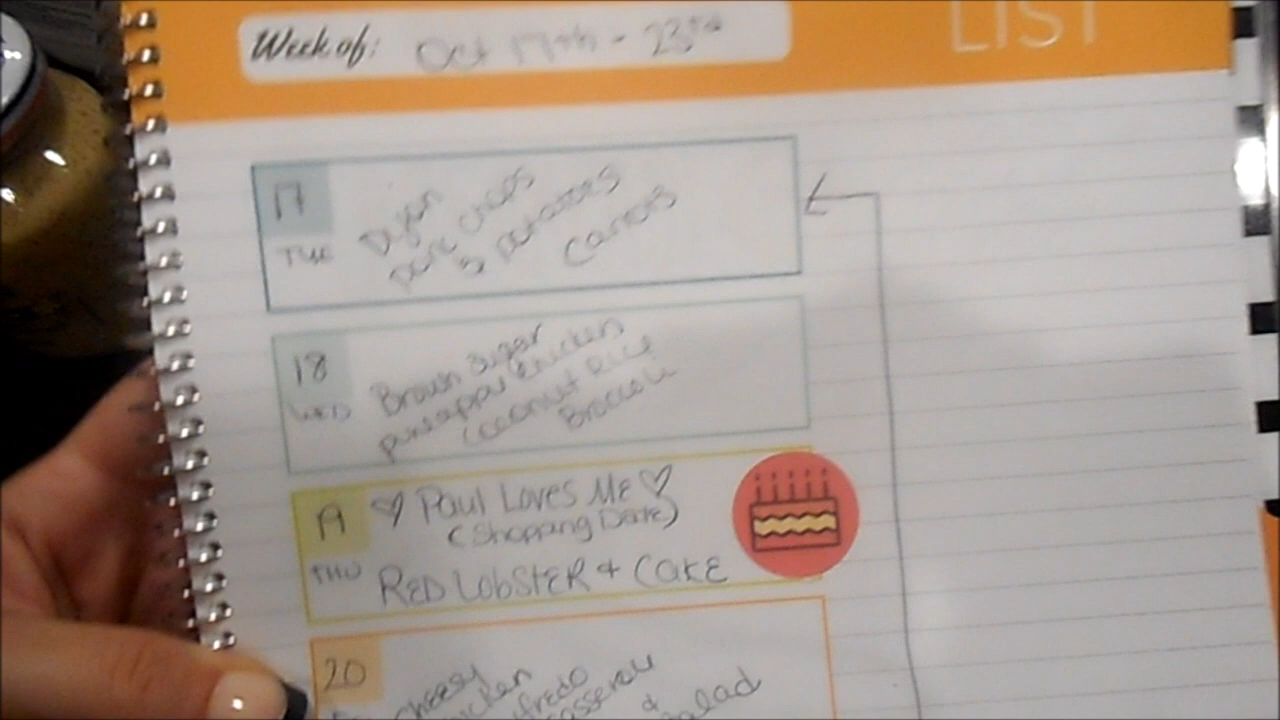 LIST
Week of: Oct 17th - 23rd
17
TUE
Dijon
pork chops
3 potatoes
Carrots
18
WED
Brown Sugar
pineapple chicken
Coconut Rice
Broccoli
19
THU
♡ Paul Loves Me ♡
(Shopping Date)
RED LOBSTER + CAKE
20
cheesy
chicken
alfredo
casserole
&
salad